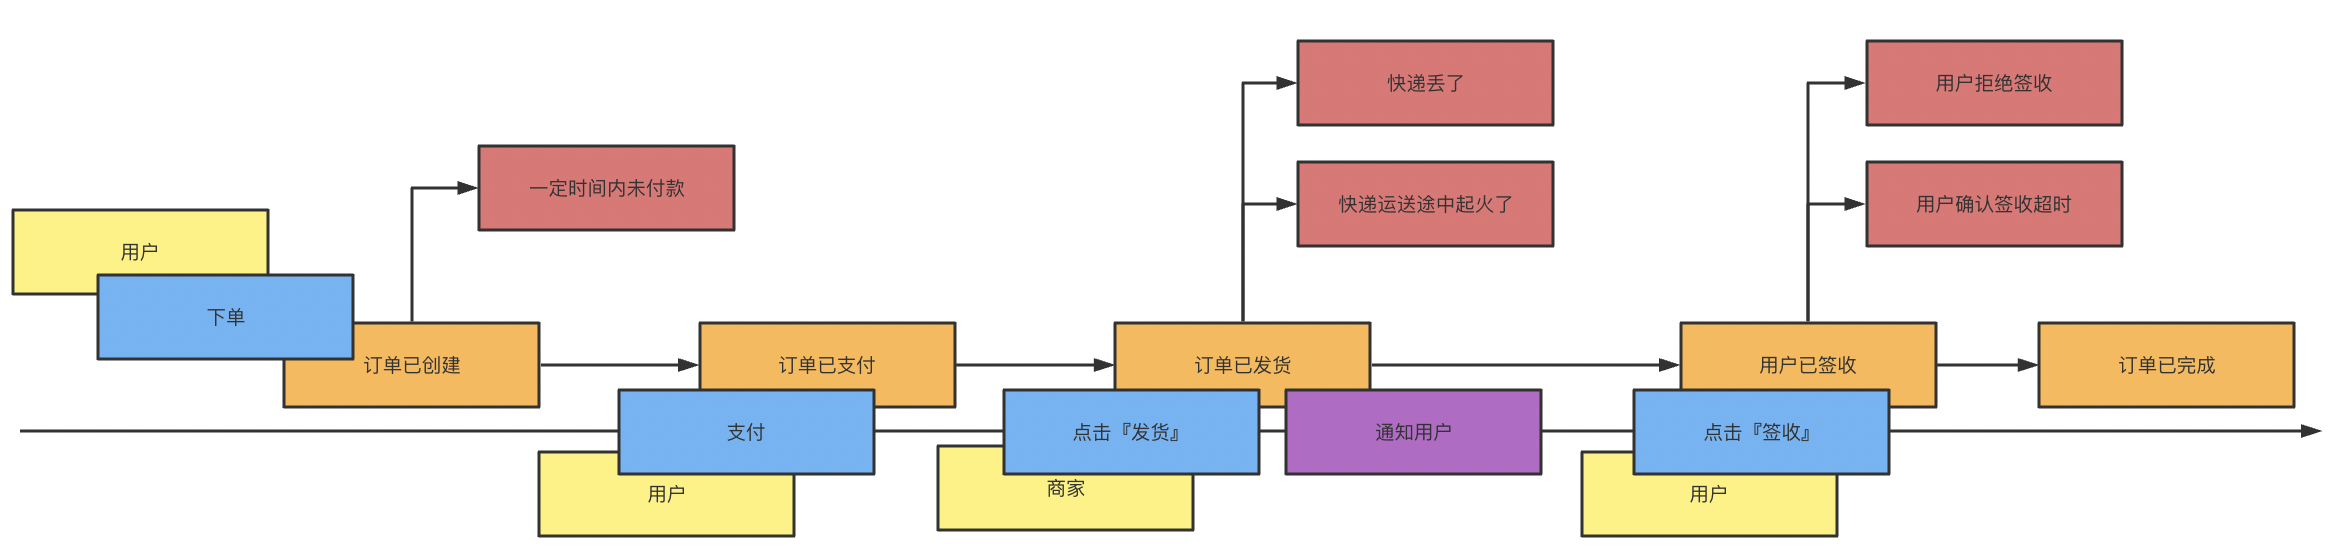 快递丢了
用户拒绝签收
一定时间内未付款
快递运送途中起火了
用户确认签收超时
用户
下单
订单已创建
订单已支付
订单已发货
用户已签收
订单已完成
支付
点击『发货』
通知用户
点击『签收』
用户
商家
用户